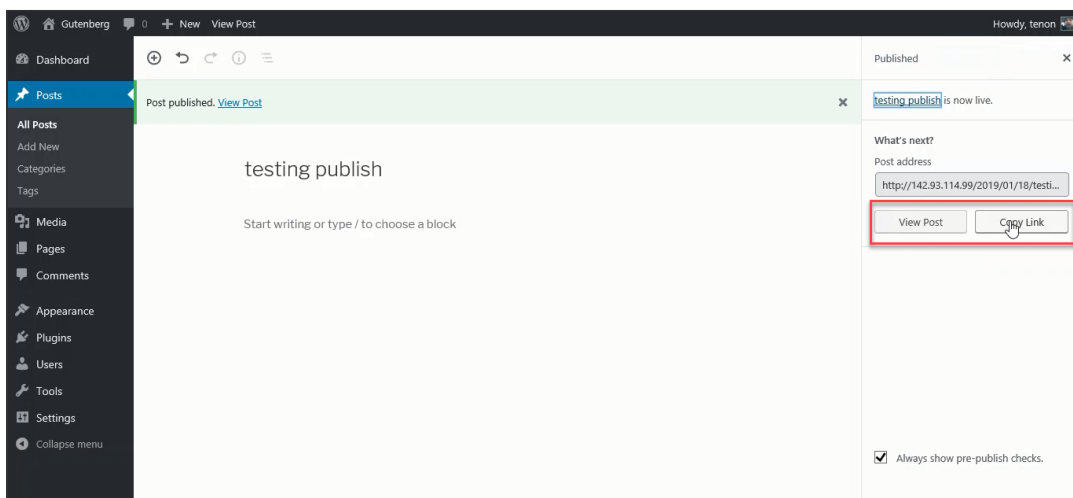 Gutenberg 0 New View Post Howdy, tenon
Dashboard
Posts
All Posts
Add New
Categories
Tags
Media
Pages
Comments
Appearance
Plugins
Users
Tools
Settings
Collapse menu
Post published. View Post
testing publish
Start writing or type / to choose a block
Published
testing publish is now live.
What's next?
Post address
http://142.93.114.99/2019/01/18/testi...
View Post Copy Link
Always show pre-publish checks.